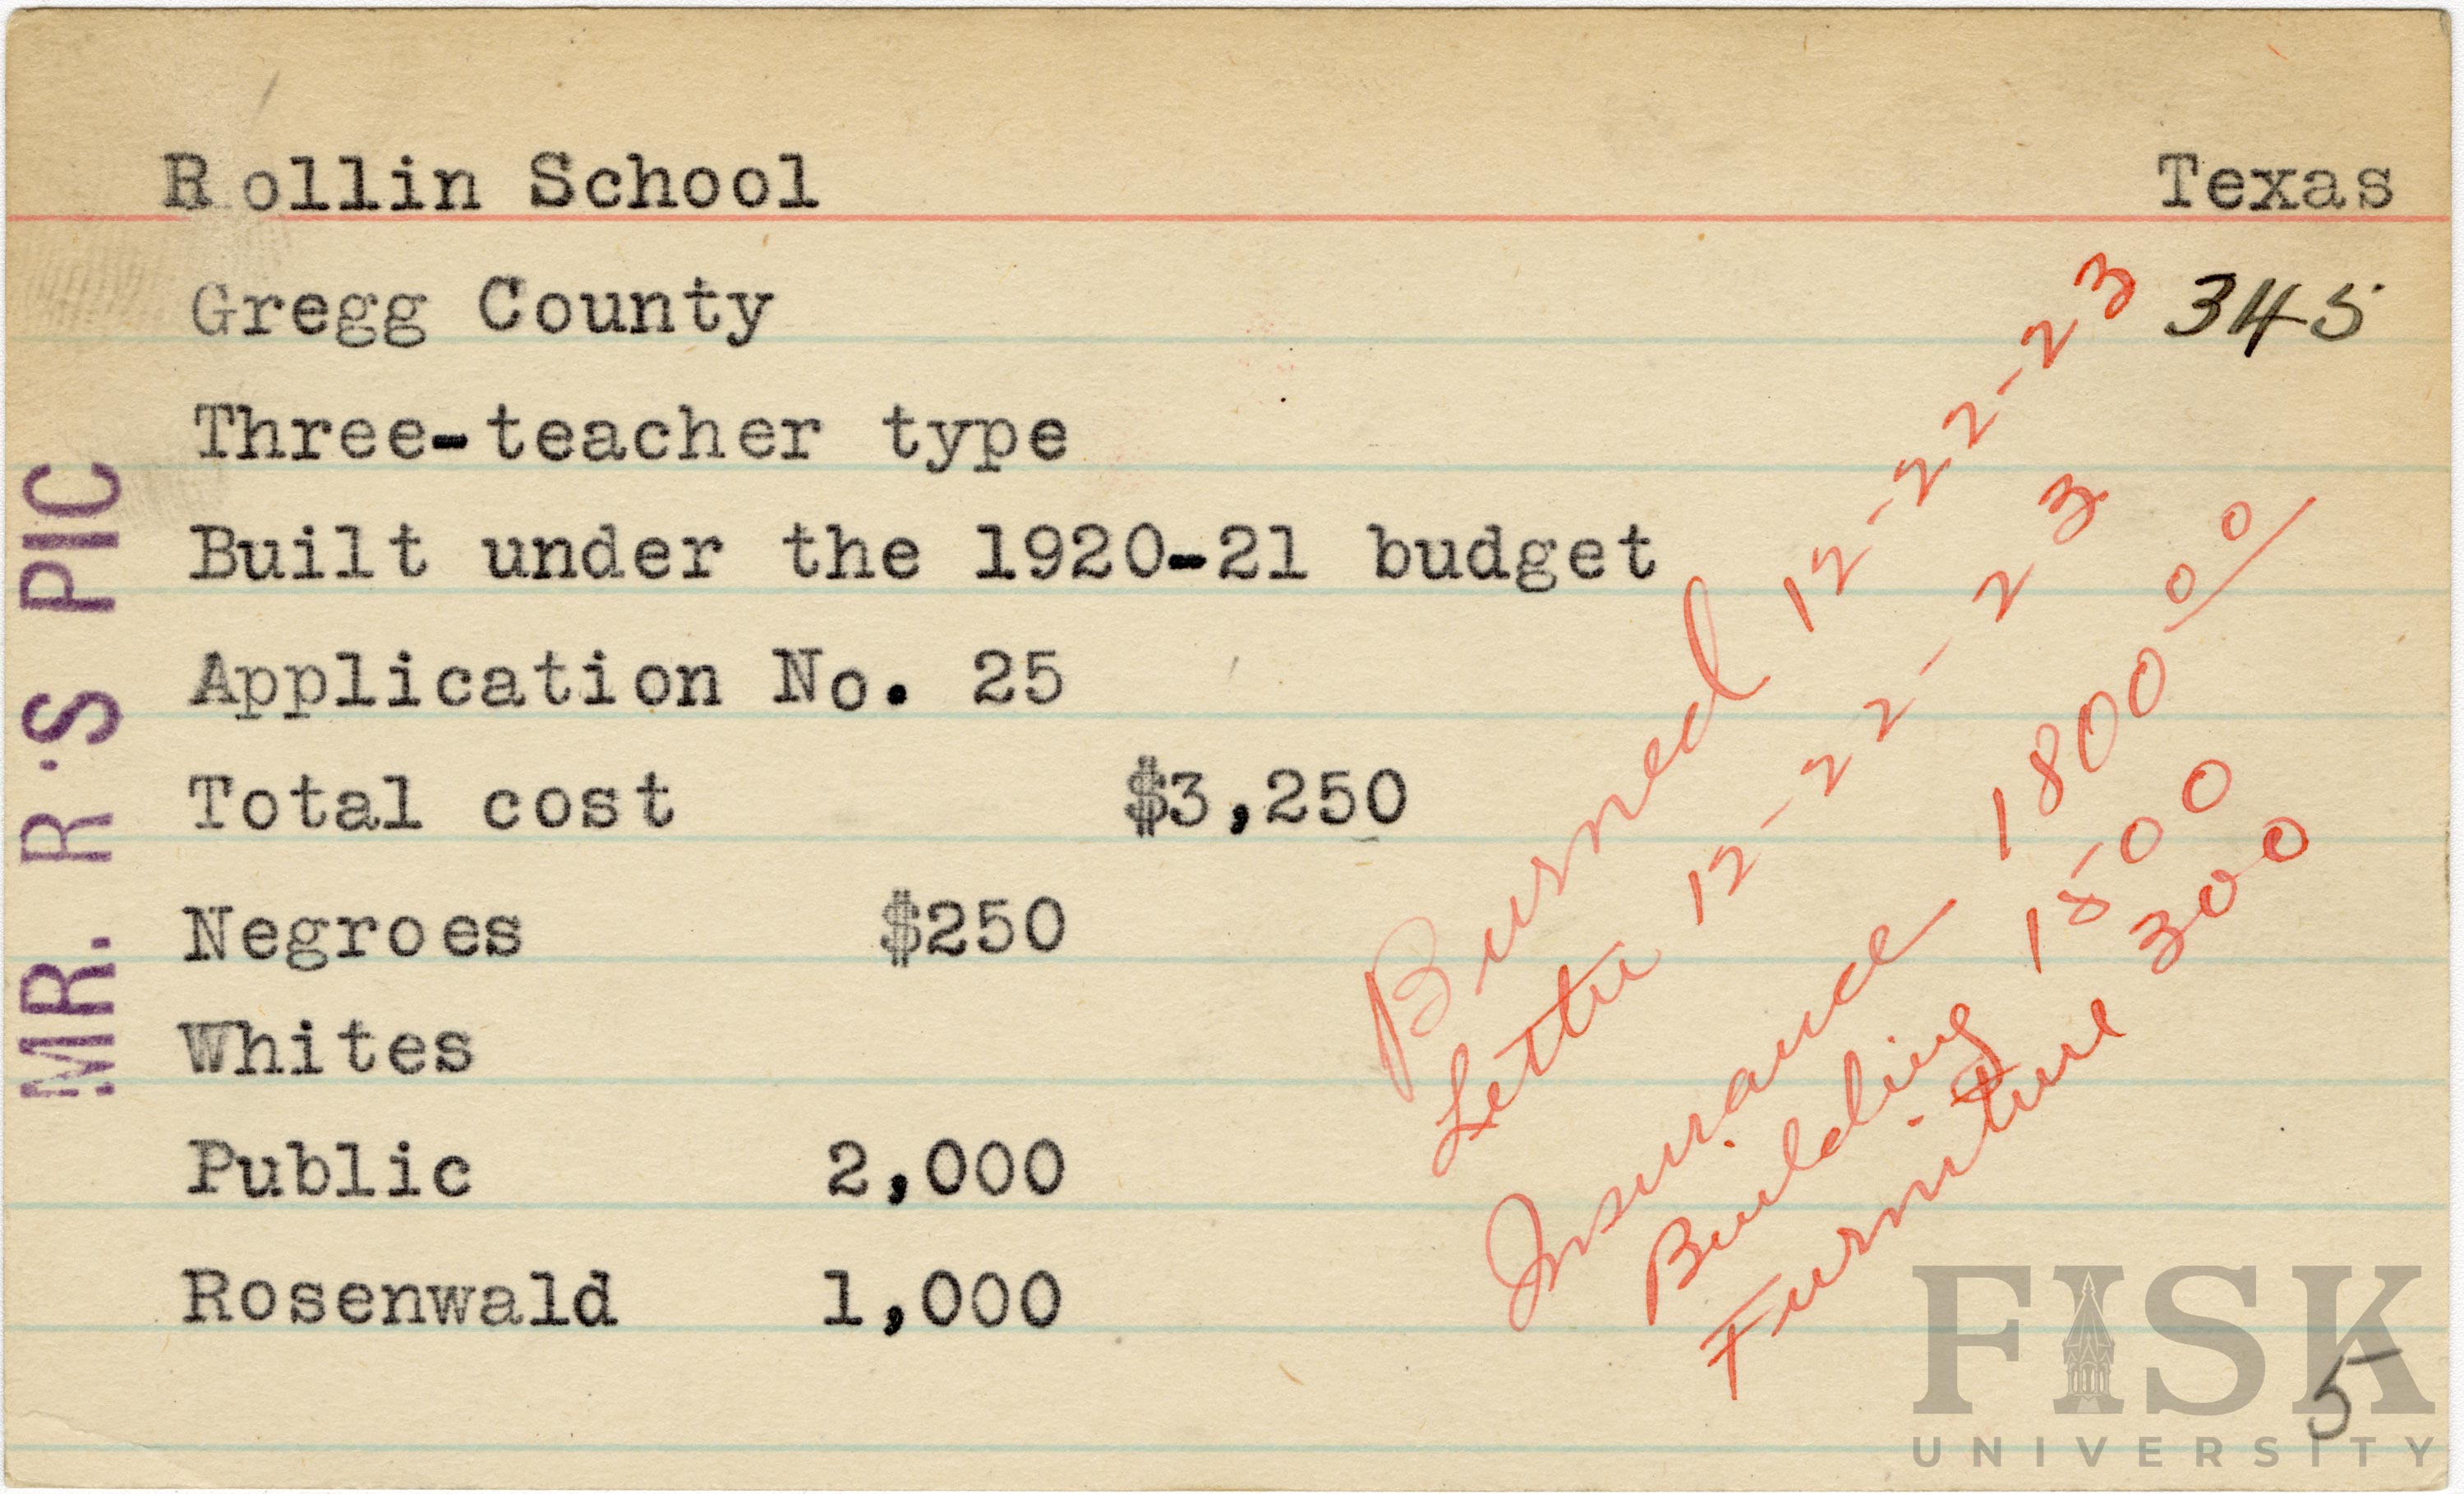 Rollin School Texas
Gregg County 345
Three-teacher type
Built under the 1920-21 budget
Application No. 25
Total cost $3,250
Negroes $250
Whites
Public 2,000
Rosenwald 1,000
Burned 12-22-23
Letter 12-22-23
Insurance 1800 00
Building 1500
Furniture 300
MR. R·S PIC
5
FISK
UNIVERSITY